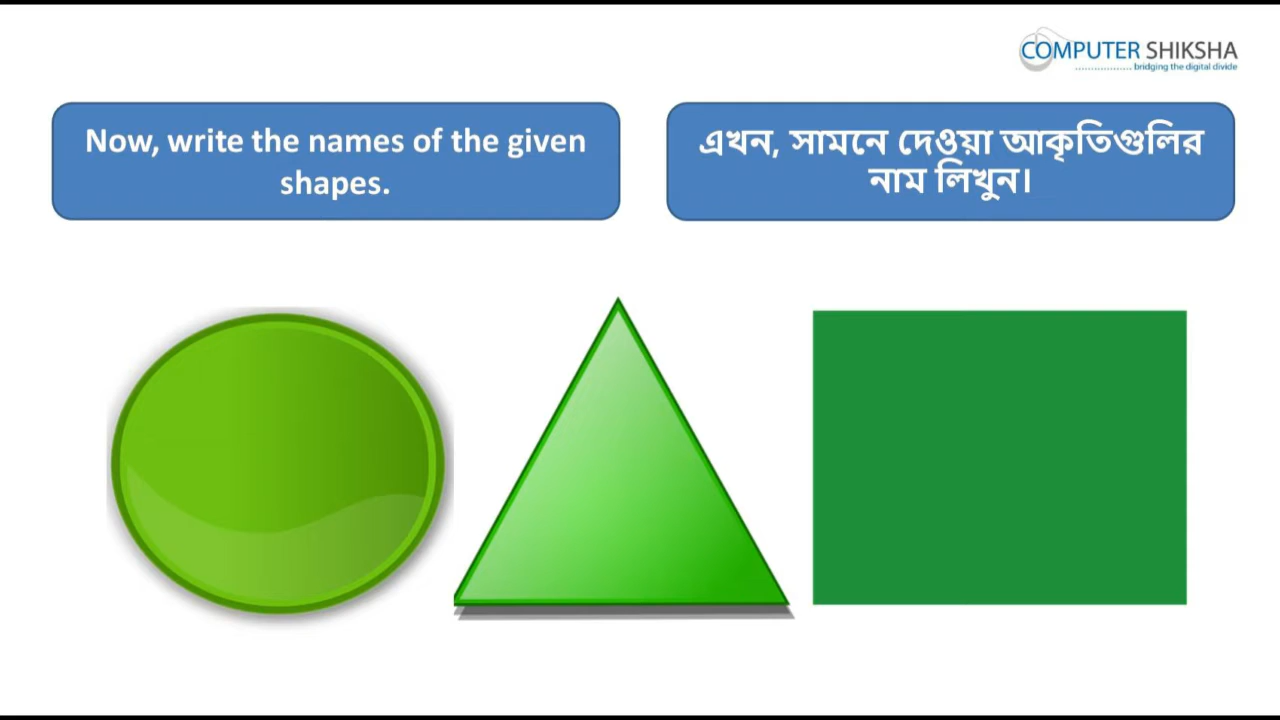 COMPUTER SHIKSHA
bridging the digital divide
Now, write the names of the given
shapes.
এখন, সামনে দেওয়া আকৃতিগুলির
নাম লিখুন।